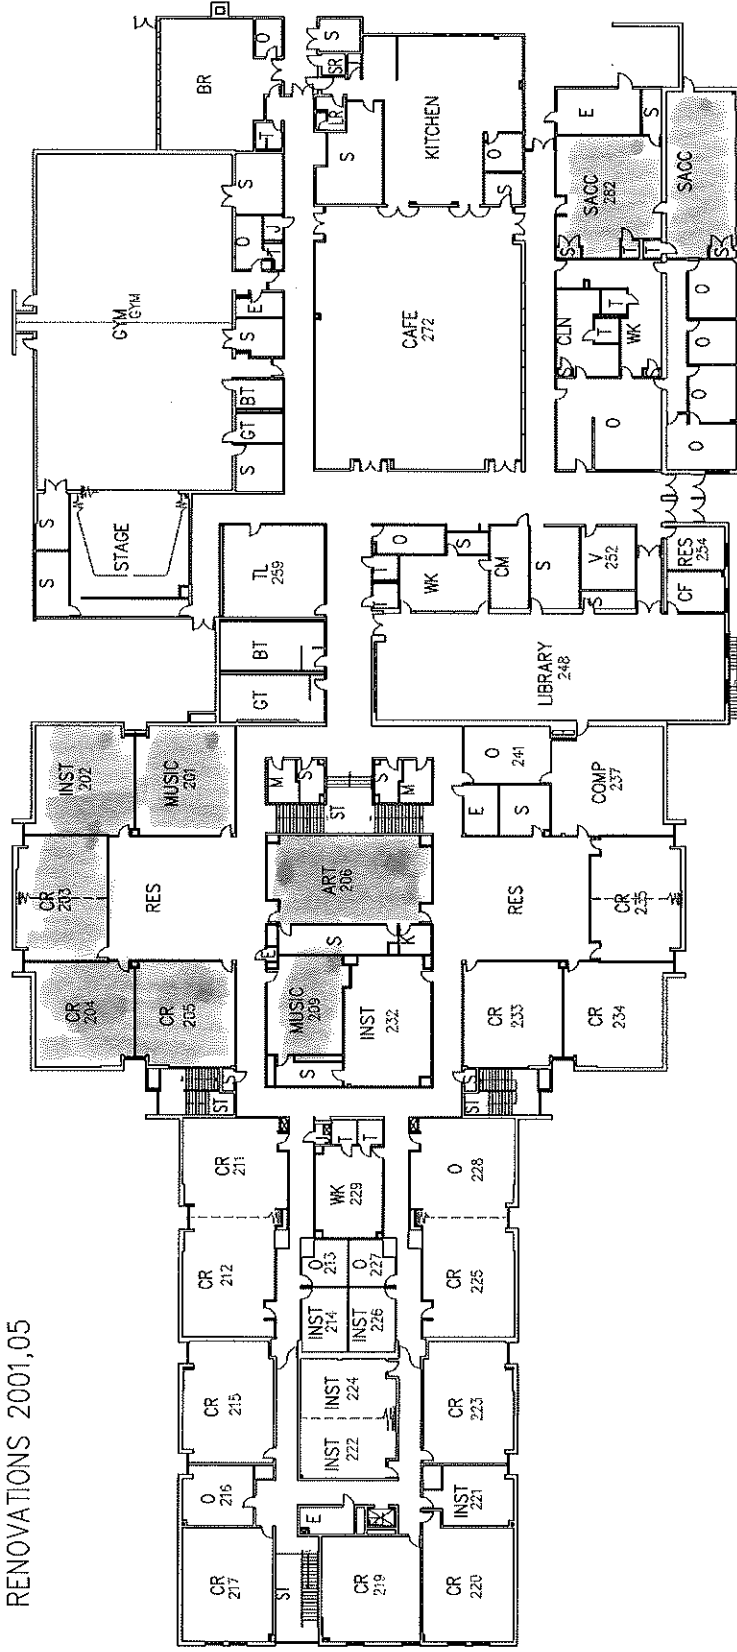 RENOVATIONS 2001,05
CR
217
O
216
CR
215
CR
212
CR
211
ST
S
CR
204
CR
205
CR
203
RES
INST
202
MUSIC
201
S
S
STAGE
GYM
GYM
S
GT
BT
S
E
O
T
J
S
BR
O
T
ST
E
CR
219
INST
222
INST
224
INST
214
INST
226
O
213
O
227
WK
229
J
T
T
S
MUSIC
209
INST
232
E
S
K
ART
206
M
S
ST
S
M
GT
BT
TL
259
CAFE
272
S
LR
SR
T
S
KITCHEN
O
S
CR
220
INST
221
CR
223
CR
225
O
228
ST
S
CR
233
CR
234
RES
CR
235
E
S
O
241
COMP
237
LIBRARY
248
T
T
WK
O
S
CM
S
S
V
252
CF
RES
254
O
O
O
O
O
S
CLN
T
T
WK
S
S
T
T
SACC
262
E
S
SACC
S